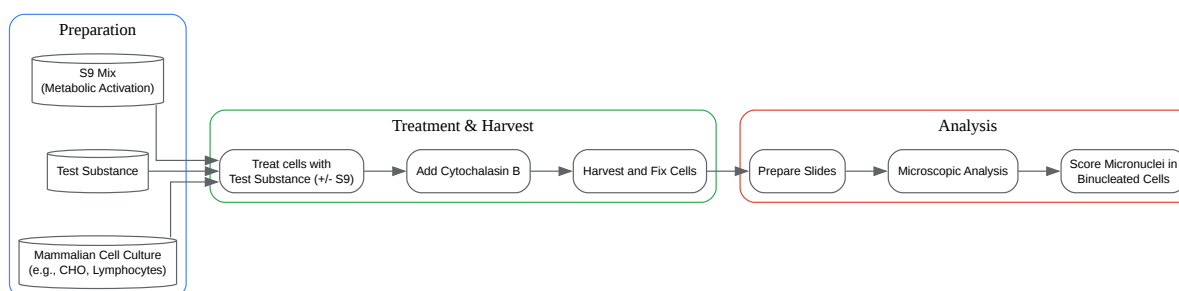 Preparation
S9 Mix
(Metabolic Activation)
Test Substance
Mammalian Cell Culture
(e.g., CHO, Lymphocytes)
Treatment & Harvest
Treat cells with
Test Substance (+/- S9)
Add Cytochalasin B
Harvest and Fix Cells
Analysis
Prepare Slides
Microscopic Analysis
Score Micronuclei in
Binucleated Cells